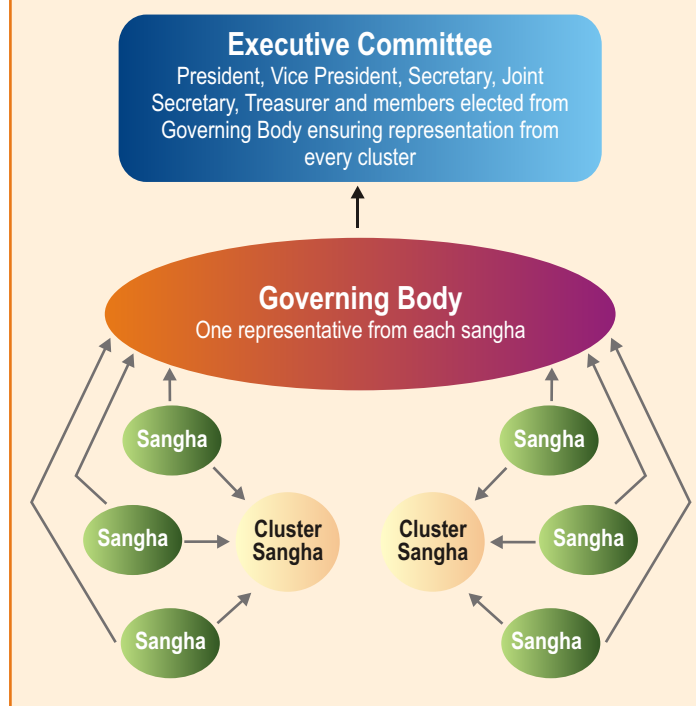 Executive Committee
President, Vice President, Secretary, Joint
Secretary, Treasurer and members elected from
Governing Body ensuring representation from
every cluster
Governing Body
One representative from each sangha
Sangha
Sangha
Sangha
Cluster
Sangha
Cluster
Sangha
Sangha
Sangha
Sangha